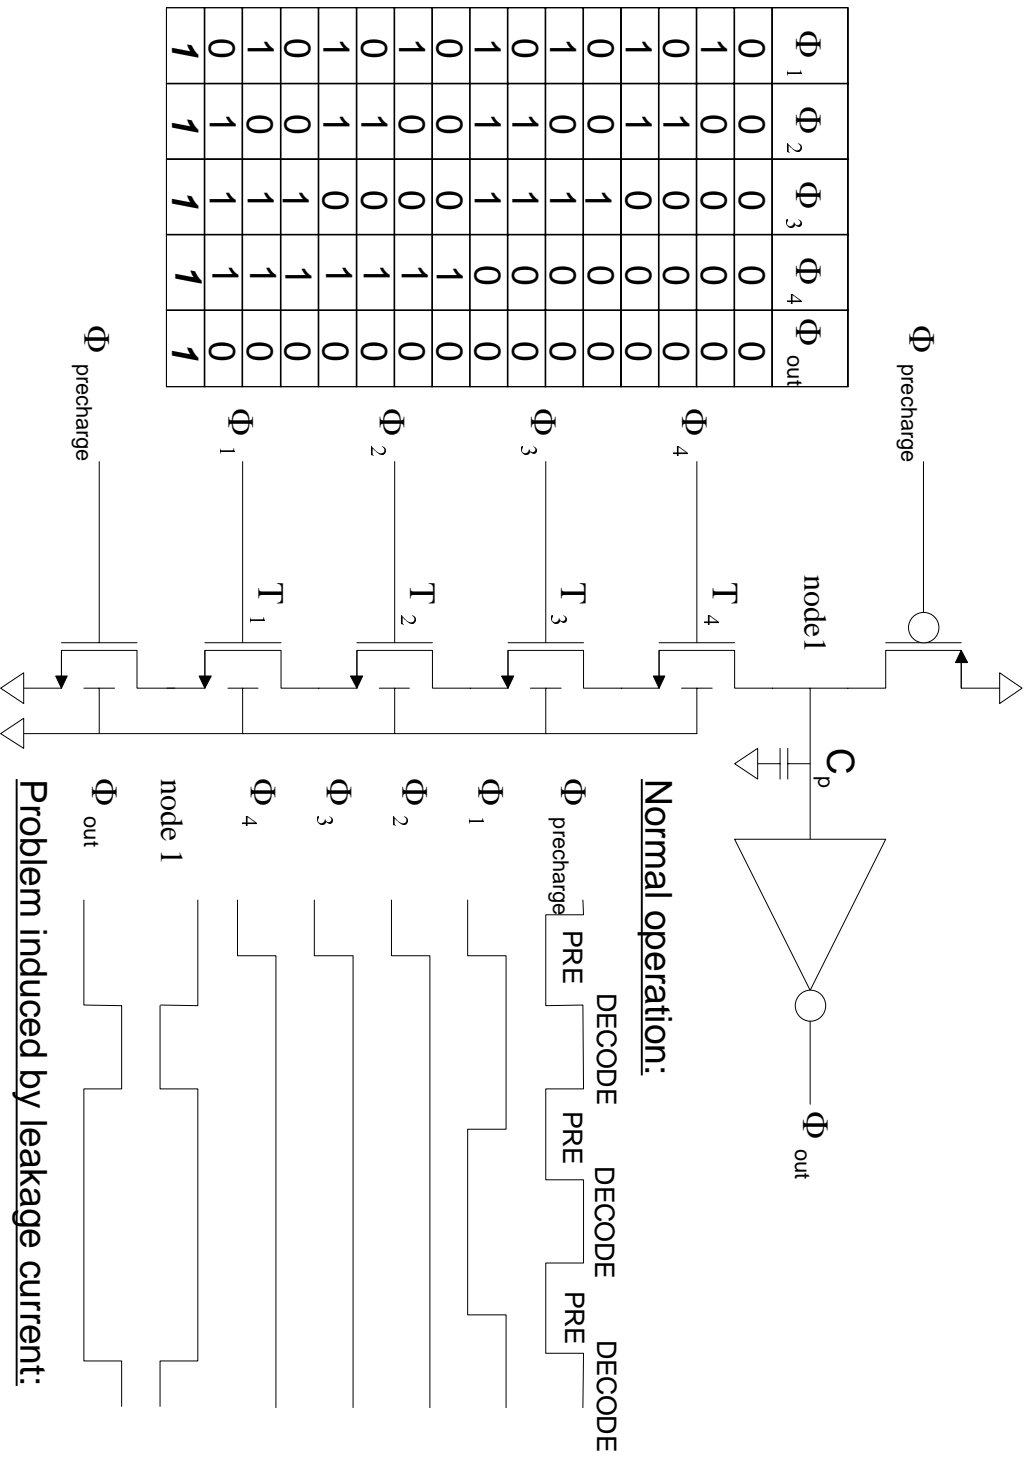 Φ1 Φ2 Φ3 Φ4 Φout
0 0 0 0 0
1 0 0 0 0
0 1 0 0 0
1 1 0 0 0
0 0 1 0 0
1 0 1 0 0
0 1 1 0 0
1 1 1 0 0
0 0 0 1 0
1 0 0 1 0
0 1 0 1 0
1 1 0 1 0
0 0 1 1 0
1 0 1 1 0
0 1 1 1 0
1 1 1 1 1
Φprecharge
node1
Cp
Φout
Φ4
T4
Φ3
T3
Φ2
T2
Φ1
T1
Φprecharge
Normal operation:
DECODE DECODE DECODE
Φprecharge PRE PRE PRE
Φ1
Φ2
Φ3
Φ4
node 1
Φout
Problem induced by leakage current: